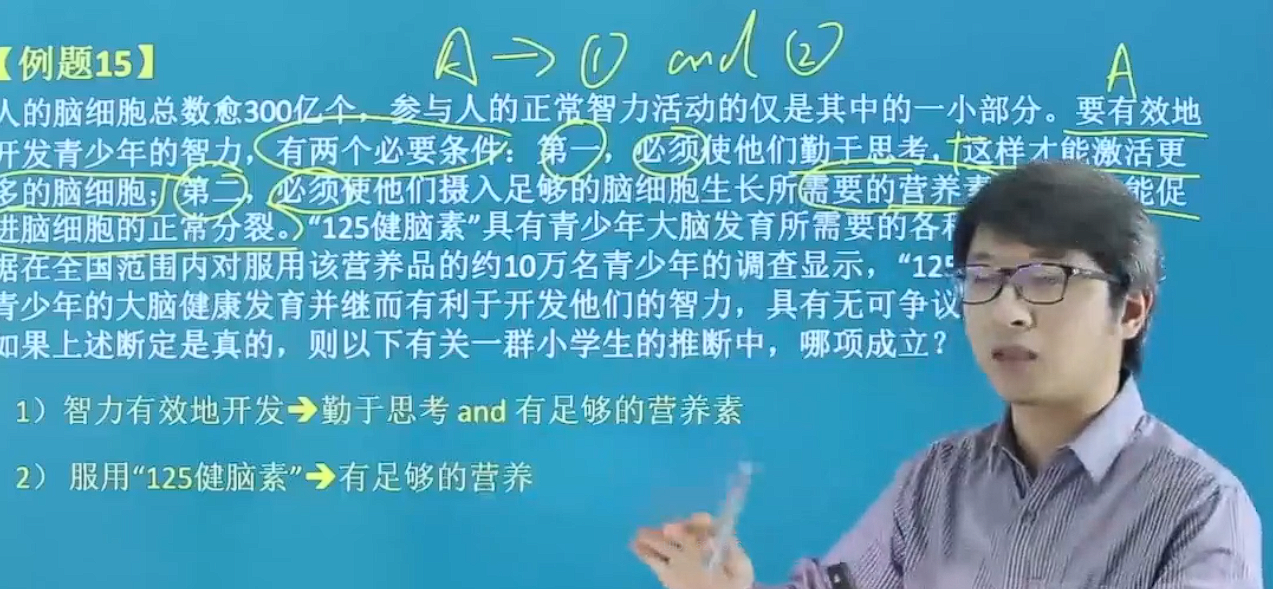 A → ① and ②
【例题15】
A
人的脑细胞总数愈300亿个，参与人的正常智力活动的仅是其中的一小部分。要有效地
开发青少年的智力，有两个必要条件：第一，必须使他们勤于思考，这样才能激活更
多的脑细胞；第二，必须使他们摄入足够的脑细胞生长所需要的营养素 能促
进脑细胞的正常分裂。“125健脑素”具有青少年大脑发育所需要的各种
据在全国范围内对服用该营养品的约10万名青少年的调查显示，“125
青少年的大脑健康发育并继而有利于开发他们的智力，具有无可争议
如果上述断定是真的，则以下有关一群小学生的推断中，哪项成立？
1）智力有效地开发➔勤于思考 and 有足够的营养素
2） 服用“125健脑素”➔有足够的营养